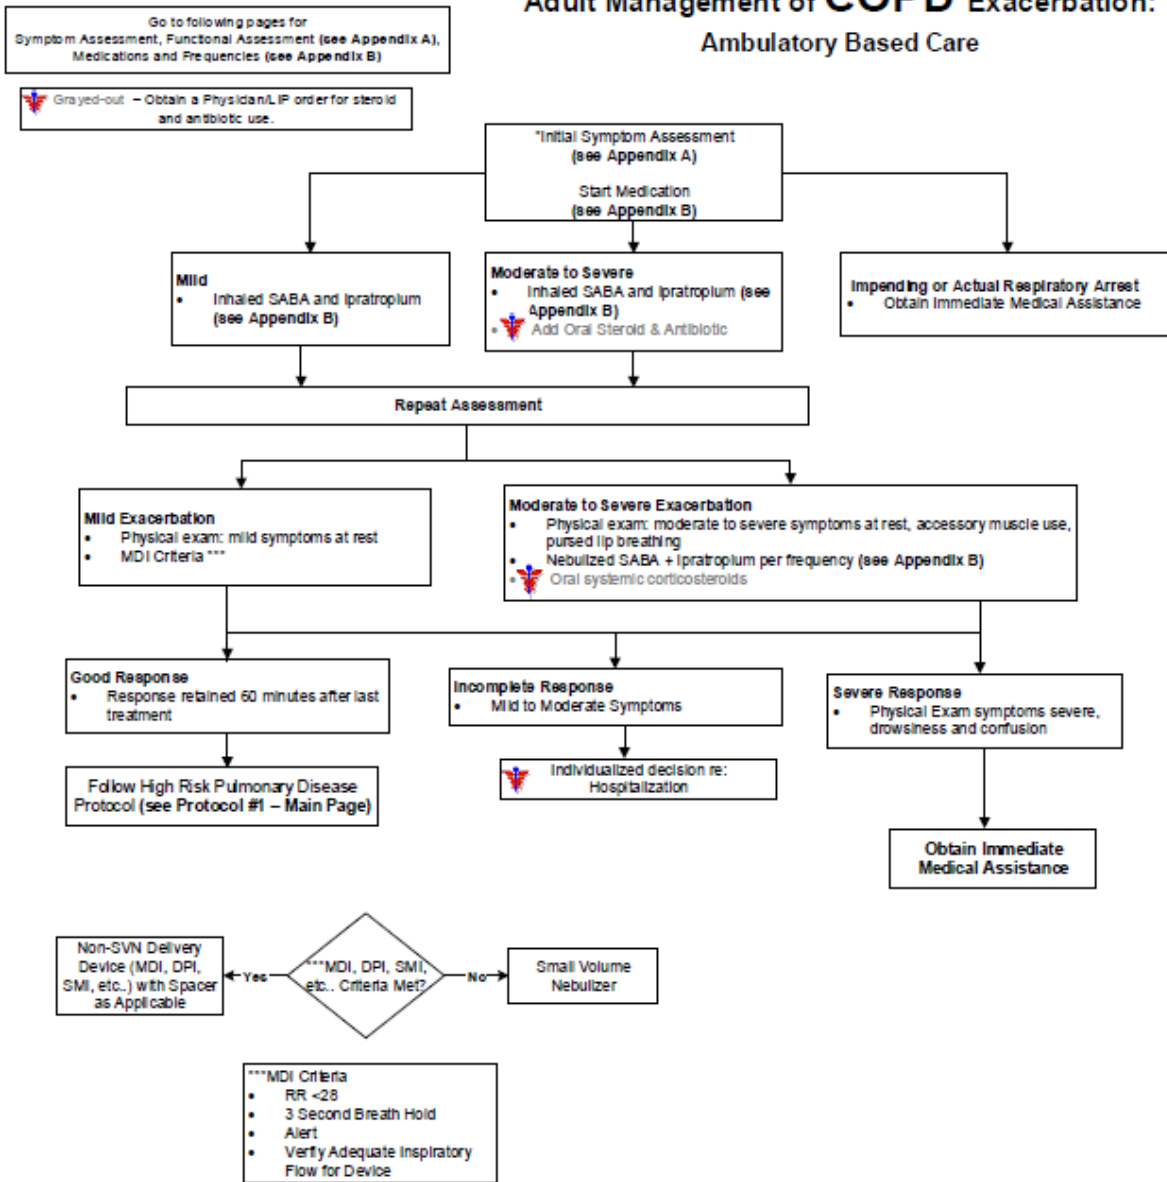 Adult Management of COPD Exacerbation:
Ambulatory Based Care
Go to following pages for
Symptom Assessment, Functional Assessment (see Appendix A),
Medications and Frequencies (see Appendix B)
Grayed-out – Obtain a Physician/LIP order for steroid
and antibiotic use.
*Initial Symptom Assessment
(see Appendix A)
Start Medication
(see Appendix B)
Mild
• Inhaled SABA and Ipratropium
(see Appendix B)
Moderate to Severe
• Inhaled SABA and Ipratropium (see
Appendix B)
• Add Oral Steroid & Antibiotic
Impending or Actual Respiratory Arrest
• Obtain Immediate Medical Assistance
Repeat Assessment
Mild Exacerbation
• Physical exam: mild symptoms at rest
• MDI Criteria ***
Moderate to Severe Exacerbation
• Physical exam: moderate to severe symptoms at rest, accessory muscle use,
pursed lip breathing
• Nebulized SABA + Ipratropium per frequency (see Appendix B)
• Oral systemic corticosteroids
Good Response
• Response retained 60 minutes after last
treatment
Incomplete Response
• Mild to Moderate Symptoms
Severe Response
• Physical Exam symptoms severe,
drowsiness and confusion
Follow High Risk Pulmonary Disease
Protocol (see Protocol #1 – Main Page)
Individualized decision re:
Hospitalization
Obtain Immediate
Medical Assistance
Non-SVN Delivery
Device (MDI, DPI,
SMI, etc..) with Spacer
as Applicable
Yes
***MDI, DPI, SMI,
etc.. Criteria Met?
No
Small Volume
Nebulizer
***MDI Criteria
• RR <28
• 3 Second Breath Hold
• Alert
• Verfiy Adequate Inspiratory
Flow for Device